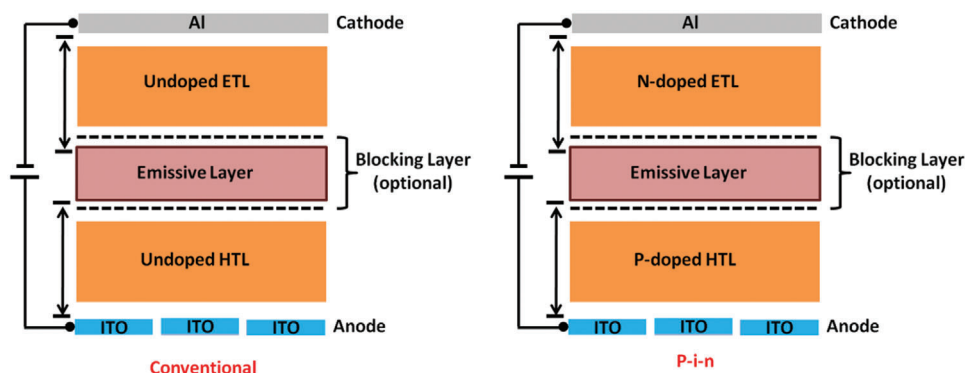 Al
Cathode
Undoped ETL
Emissive Layer
Blocking Layer
(optional)
Undoped HTL
ITO ITO ITO
Anode
Conventional
Al
Cathode
N-doped ETL
Emissive Layer
Blocking Layer
(optional)
P-doped HTL
ITO ITO ITO
Anode
P-i-n